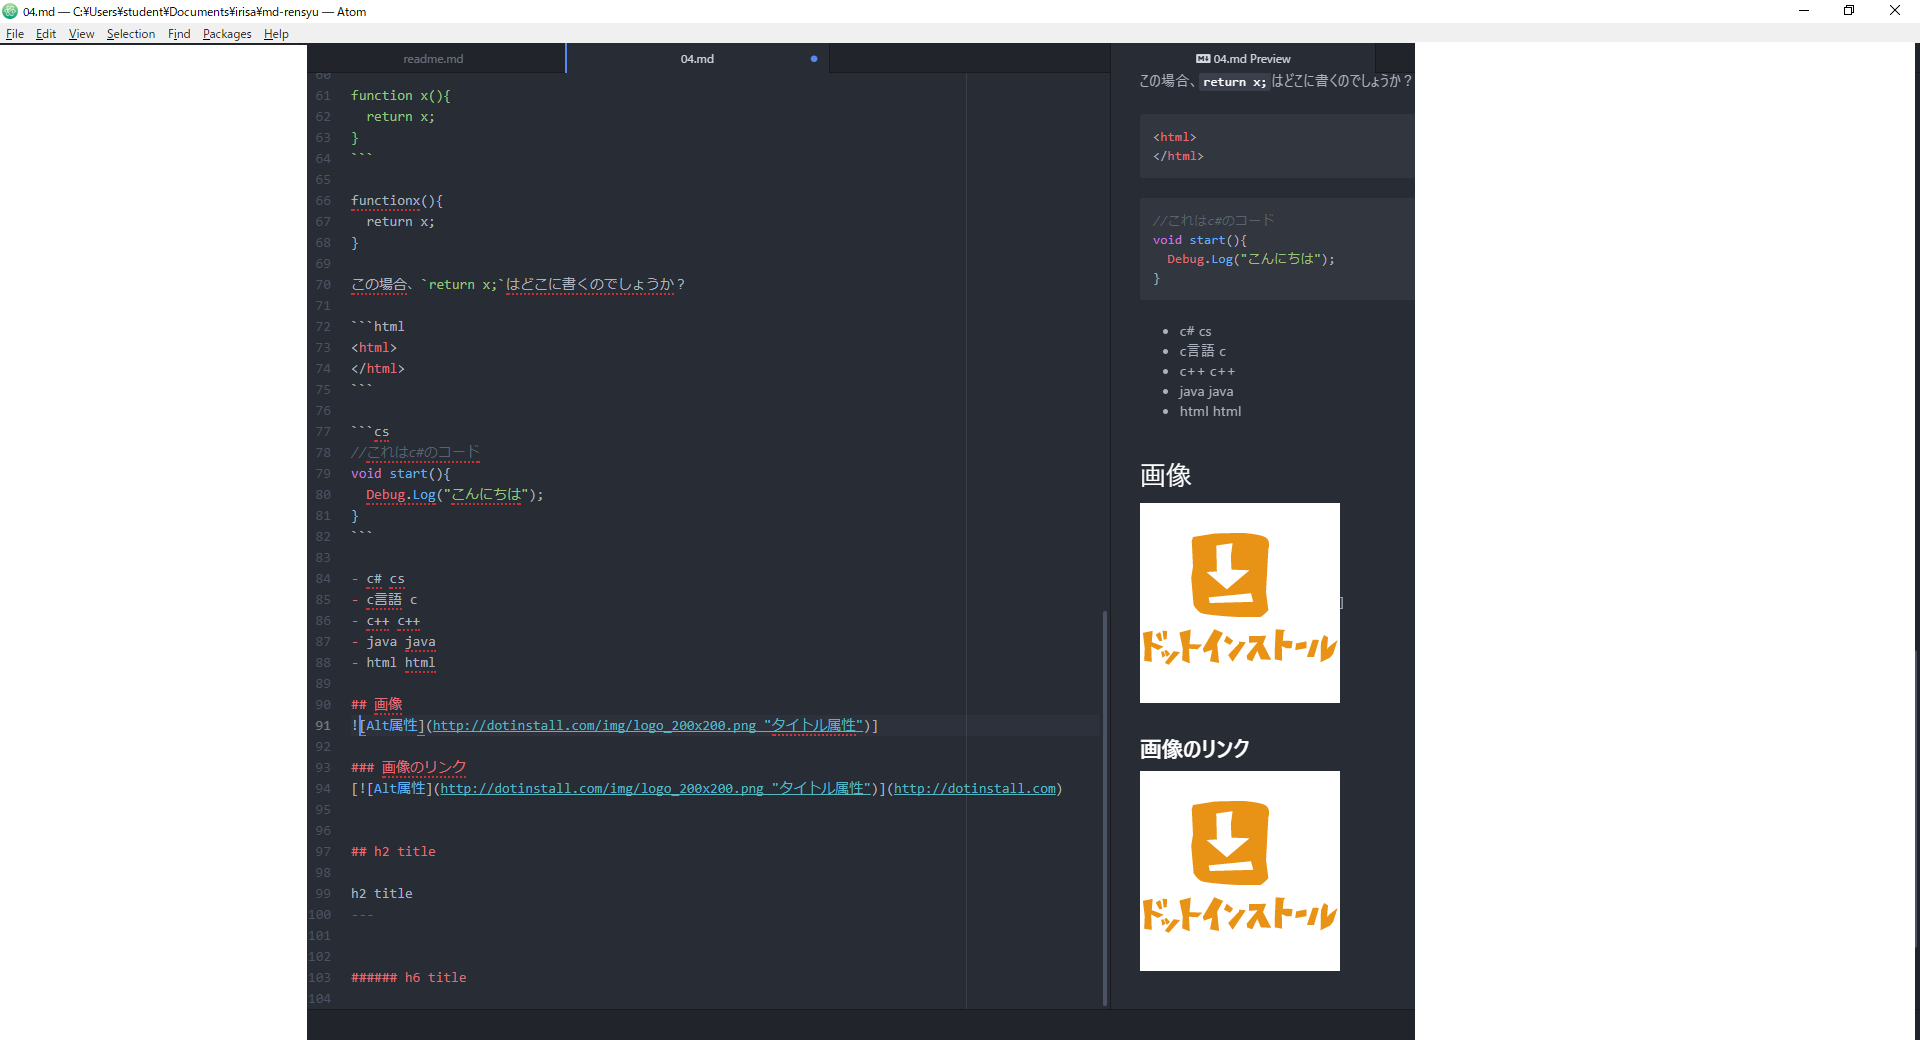 04.md — C:¥Users¥student¥Documents¥irisa¥md-rensyu — Atom
File Edit View Selection Find Packages Help
readme.md
04.md
04.md Preview
60
61 function x(){
62   return x;
63 }
64 ```
65
66 functionx(){
67   return x;
68 }
69
70 この場合、`return x;`はどこに書くのでしょうか？
71
72 ```html
73 <html>
74 </html>
75 ```
76
77 ```cs
78 //これはc#のコード
79 void start(){
80   Debug.Log("こんにちは");
81 }
82 ```
83
84 - c# cs
85 - c言語 c
86 - c++ c++
87 - java java
88 - html html
89
90 ## 画像
91 ![Alt属性](http://dotinstall.com/img/logo_200x200.png "タイトル属性")]
92
93 ### 画像のリンク
94 [![Alt属性](http://dotinstall.com/img/logo_200x200.png "タイトル属性")](http://dotinstall.com)
95
96
97 ## h2 title
98
99 h2 title
100 ---
101
102
103 ###### h6 title
104
この場合、return x;はどこに書くのでしょうか？
<html>
</html>
//これはc#のコード
void start(){
  Debug.Log("こんにちは");
}
• c# cs
• c言語 c
• c++ c++
• java java
• html html
画像
ドットインストール
]
画像のリンク
ドットインストール